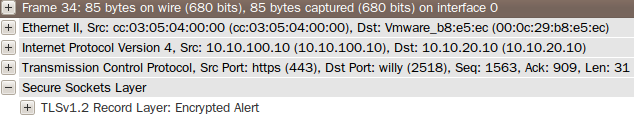 Frame 34: 85 bytes on wire (680 bits), 85 bytes captured (680 bits) on interface 0
Ethernet II, Src: cc:03:05:04:00:00 (cc:03:05:04:00:00), Dst: Vmware_b8:e5:ec (00:0c:29:b8:e5:ec)
Internet Protocol Version 4, Src: 10.10.100.10 (10.10.100.10), Dst: 10.10.20.10 (10.10.20.10)
Transmission Control Protocol, Src Port: https (443), Dst Port: willy (2518), Seq: 1563, Ack: 909, Len: 31
Secure Sockets Layer
TLSv1.2 Record Layer: Encrypted Alert